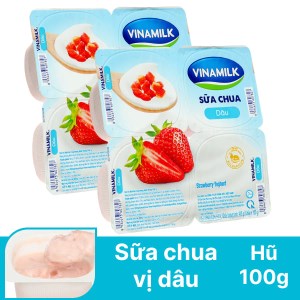 VINAMILK
VINAMILK
SỮA CHUA
Dâu
Strawberry Yoghurt
Sữa chua
vị dâu
Hũ
100g